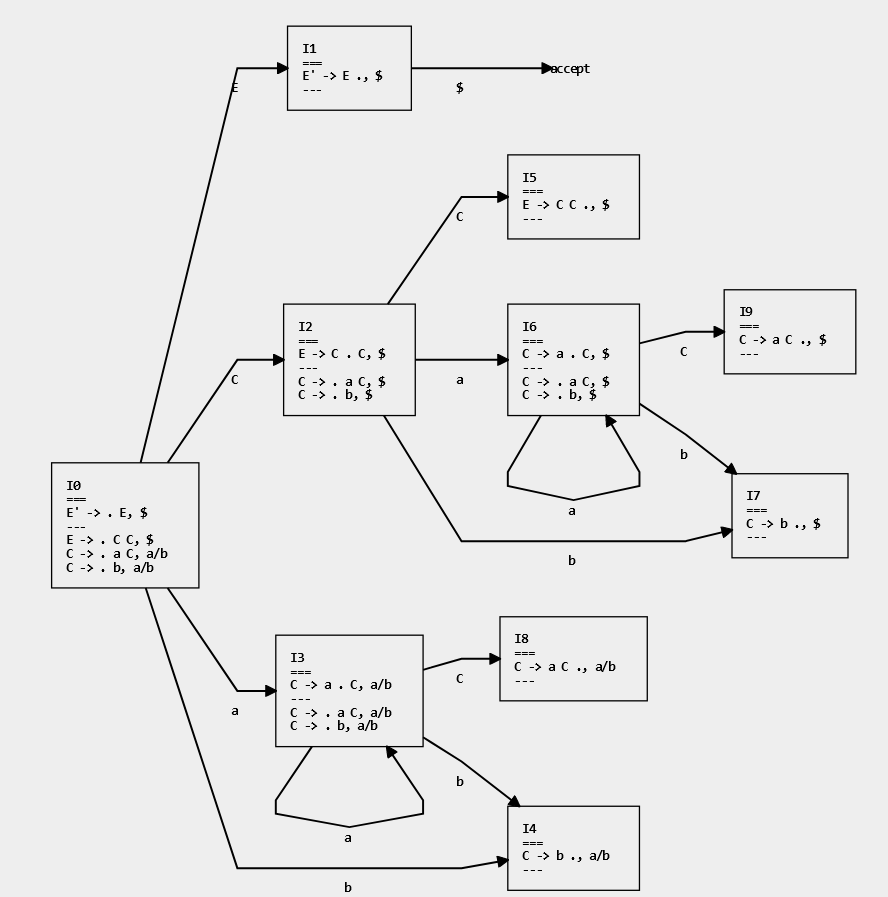 I1
===
E' -> E ., $
---
E
$
accept
I5
===
E -> C C ., $
---
C
I2
===
E -> C . C, $
---
C -> . a C, $
C -> . b, $
C
a
I6
===
C -> a . C, $
---
C -> . a C, $
C -> . b, $
I9
===
C -> a C ., $
---
C
b
a
I7
===
C -> b ., $
---
b
I0
===
E' -> . E, $
---
E -> . C C, $
C -> . a C, a/b
C -> . b, a/b
I3
===
C -> a . C, a/b
---
C -> . a C, a/b
C -> . b, a/b
a
I8
===
C -> a C ., a/b
---
C
b
a
I4
===
C -> b ., a/b
---
b